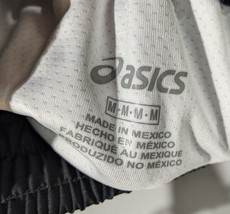 asics
M-M-M-M
MADE IN MEXICO
HECHO EN MÉXICO
FABRIQUÉ AU MEXIQUE
PRODUZIDO NO MÉXICO